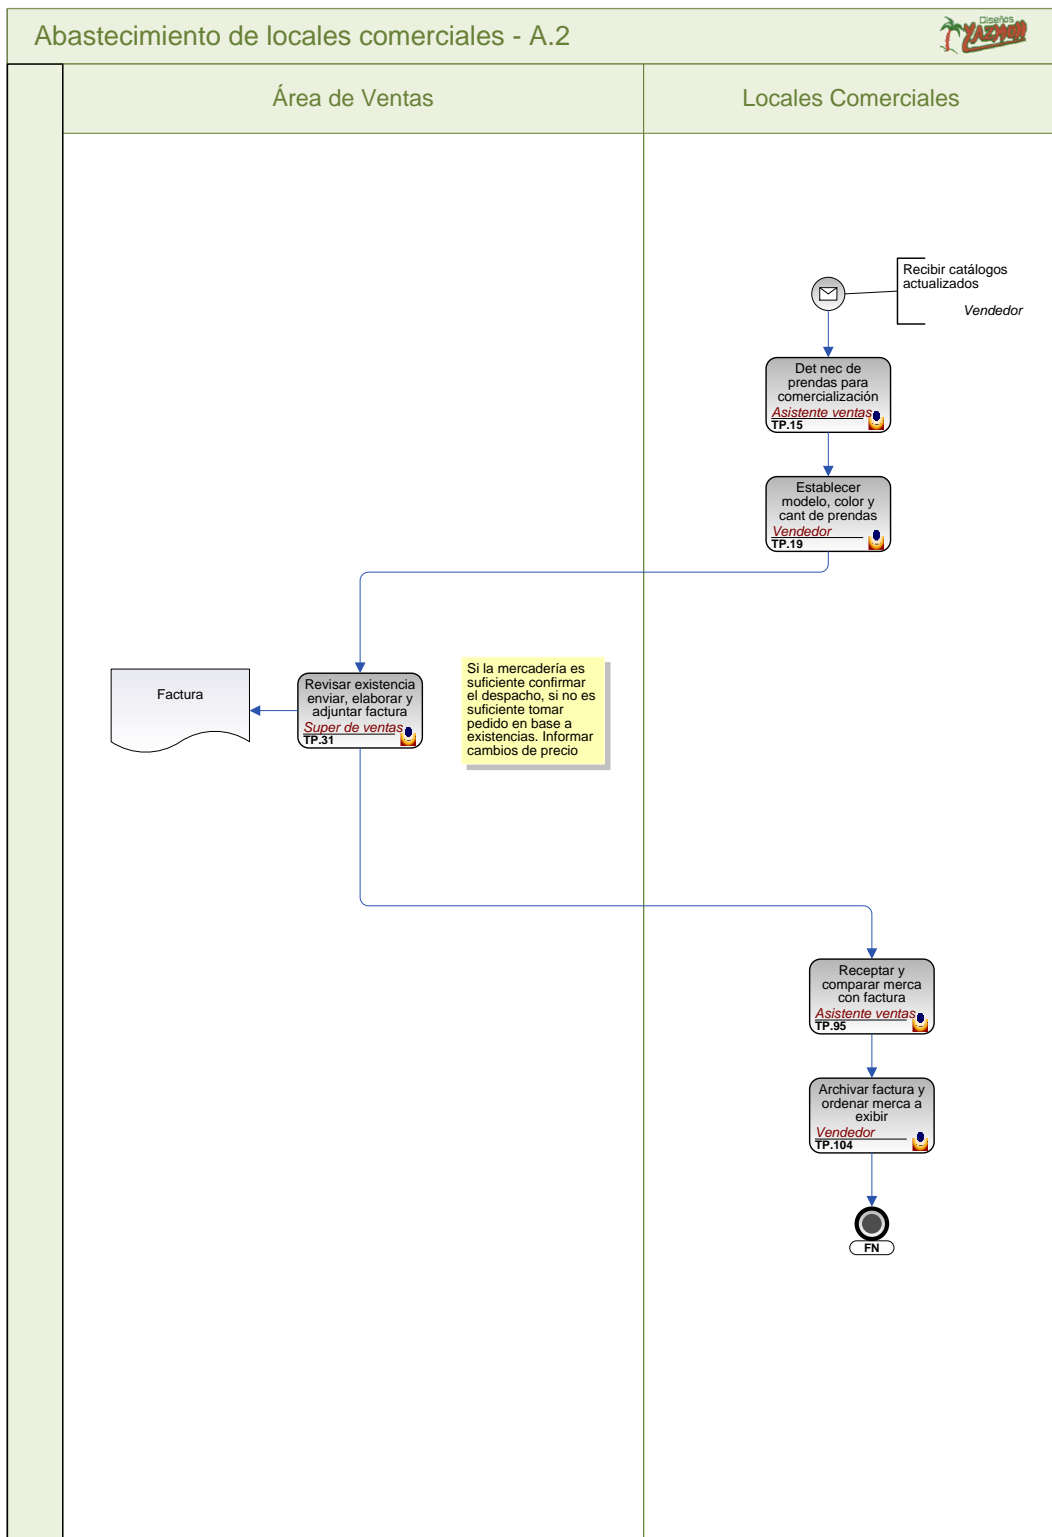 Abastecimiento de locales comerciales - A.2
Diseños
YAZMAR
Área de Ventas
Locales Comerciales
Recibir catálogos
actualizados
Vendedor
Det nec de
prendas para
comercialización
Asistente ventas
TP.15
Establecer
modelo, color y
cant de prendas
Vendedor
TP.19
Factura
Revisar existencia
enviar, elaborar y
adjuntar factura
Super de ventas
TP.31
Si la mercadería es
suficiente confirmar
el despacho, si no es
suficiente tomar
pedido en base a
existencias. Informar
cambios de precio
Receptar y
comparar merca
con factura
Asistente ventas
TP.95
Archivar factura y
ordenar merca a
exibir
Vendedor
TP.104
FN